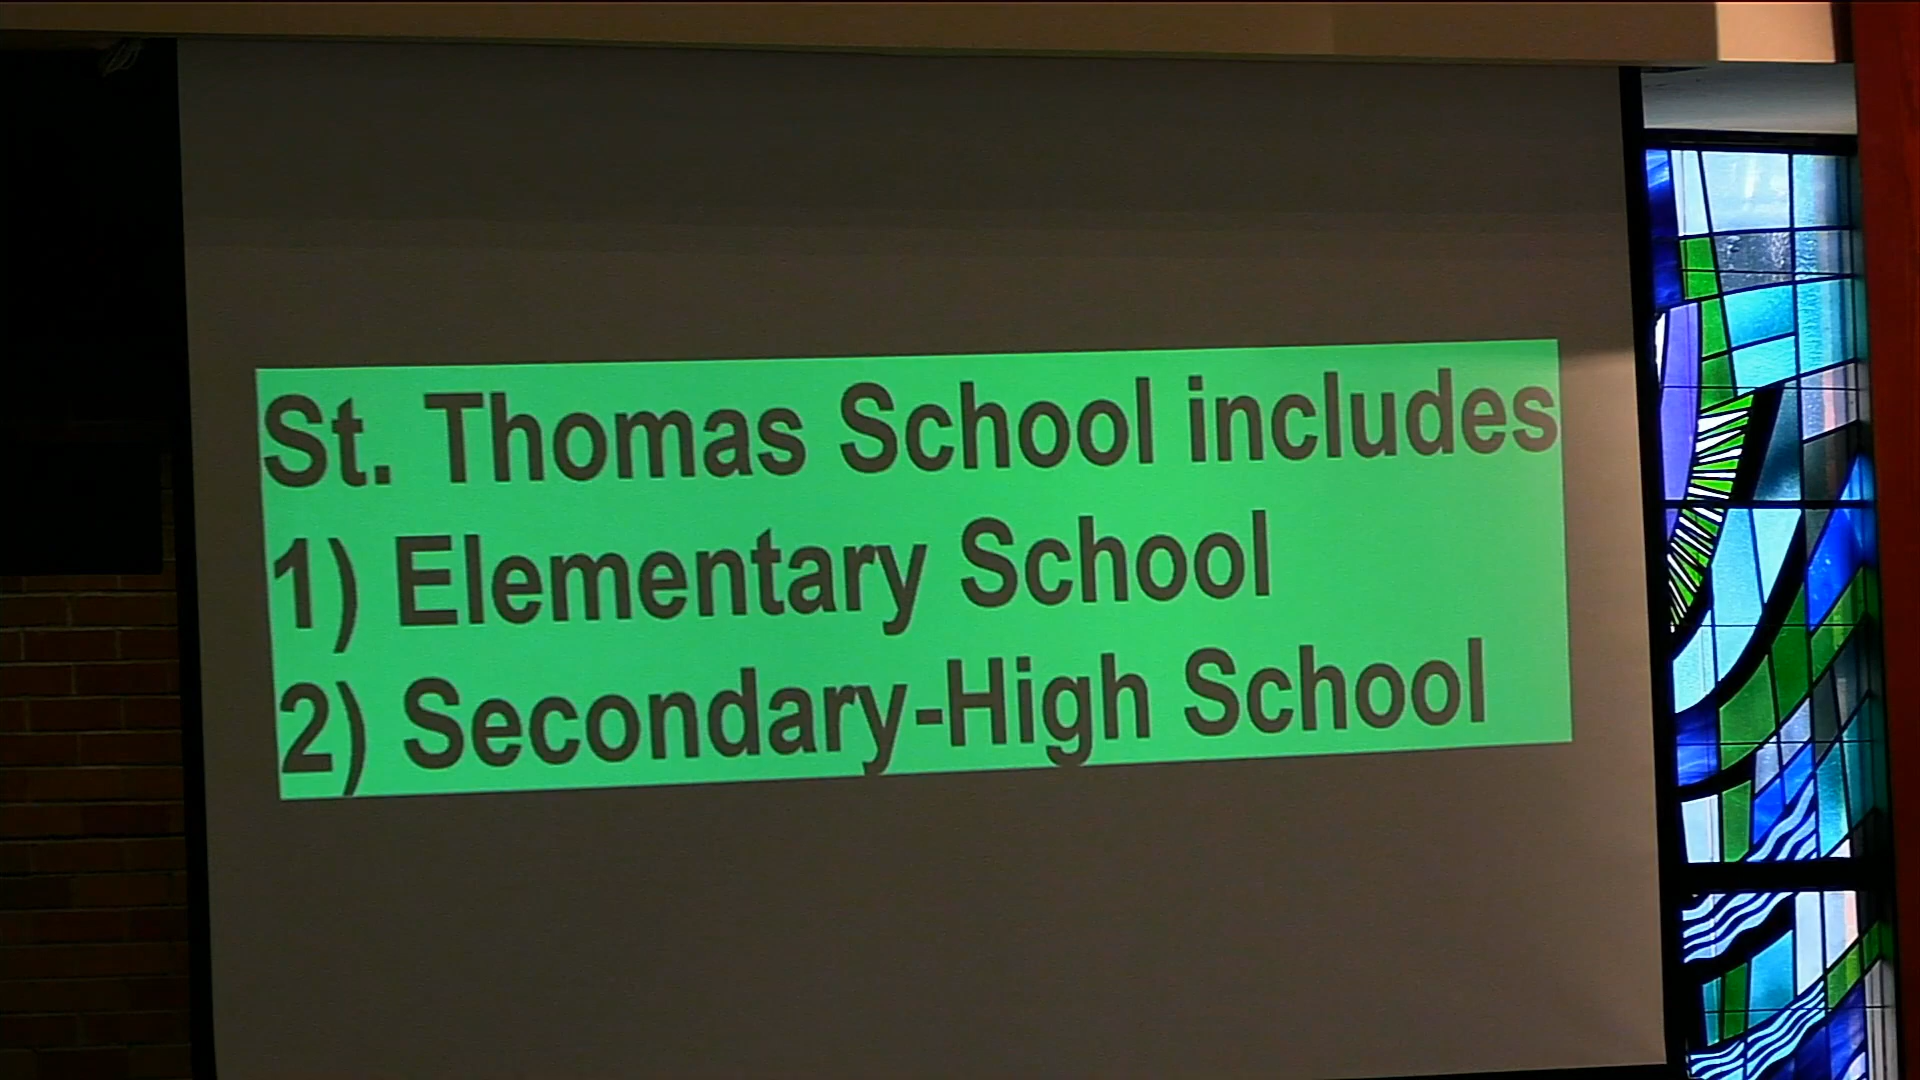 St. Thomas School includes
1) Elementary School
2) Secondary-High School